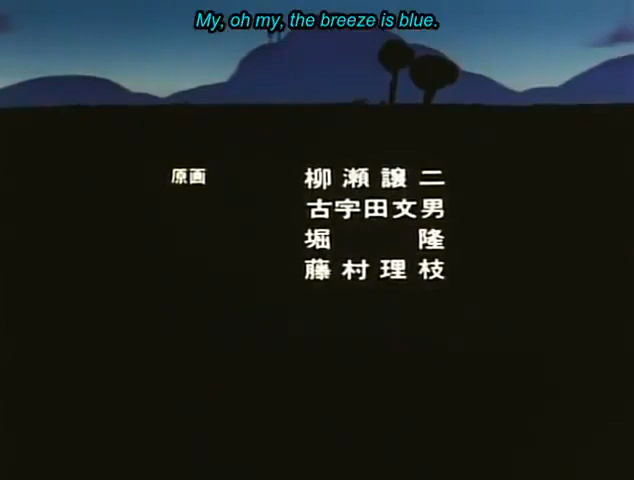 My, oh my, the breeze is blue.
原画 柳瀬譲二
古宇田文男
堀 隆
藤村理枝